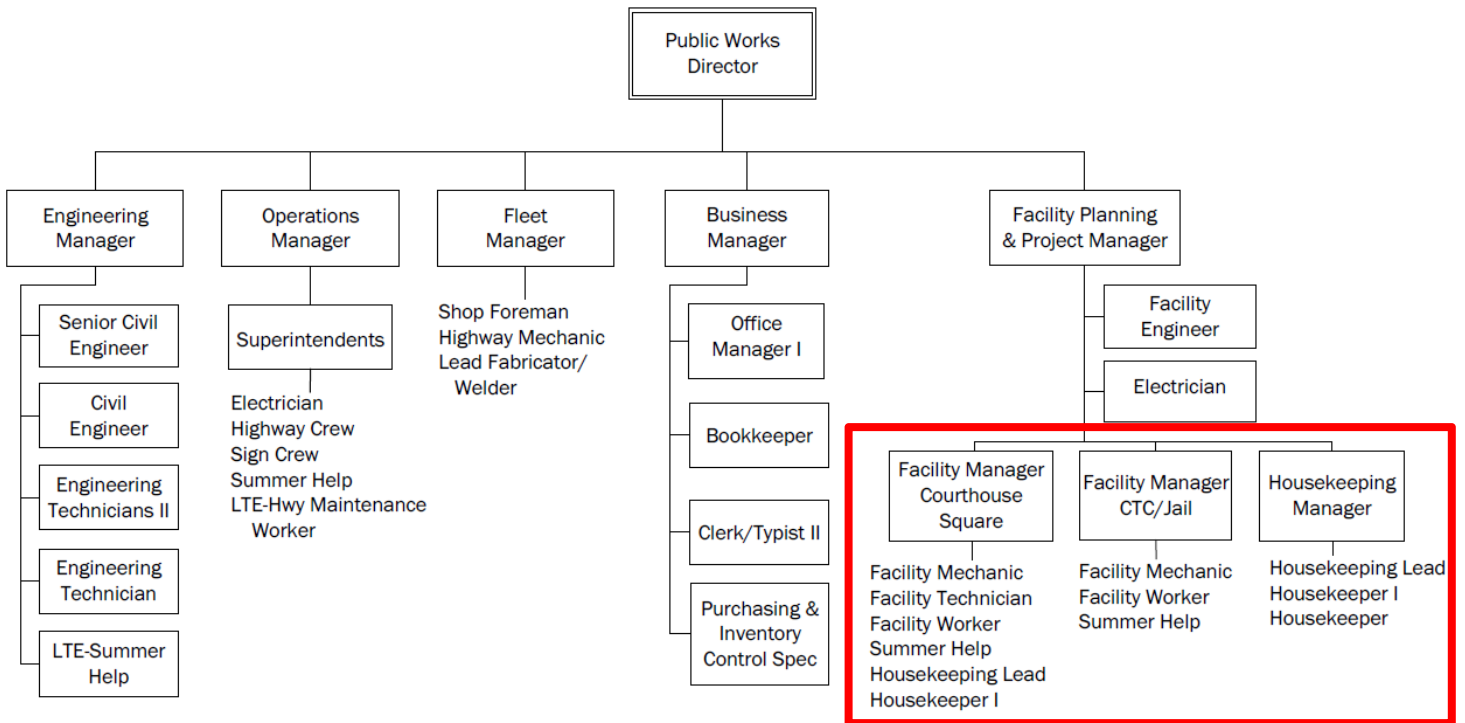 Public Works
Director
Engineering
Manager
Operations
Manager
Fleet
Manager
Business
Manager
Facility Planning
& Project Manager
Senior Civil
Engineer
Civil
Engineer
Engineering
Technicians II
Engineering
Technician
LTE-Summer
Help
Superintendents
Electrician
Highway Crew
Sign Crew
Summer Help
LTE-Hwy Maintenance
Worker
Shop Foreman
Highway Mechanic
Lead Fabricator/
Welder
Office
Manager I
Bookkeeper
Clerk/Typist II
Purchasing &
Inventory
Control Spec
Facility
Engineer
Electrician
Facility Manager
Courthouse
Square
Facility Mechanic
Facility Technician
Facility Worker
Summer Help
Housekeeping Lead
Housekeeper I
Facility Manager
CTC/Jail
Facility Mechanic
Facility Worker
Summer Help
Housekeeping
Manager
Housekeeping Lead
Housekeeper I
Housekeeper